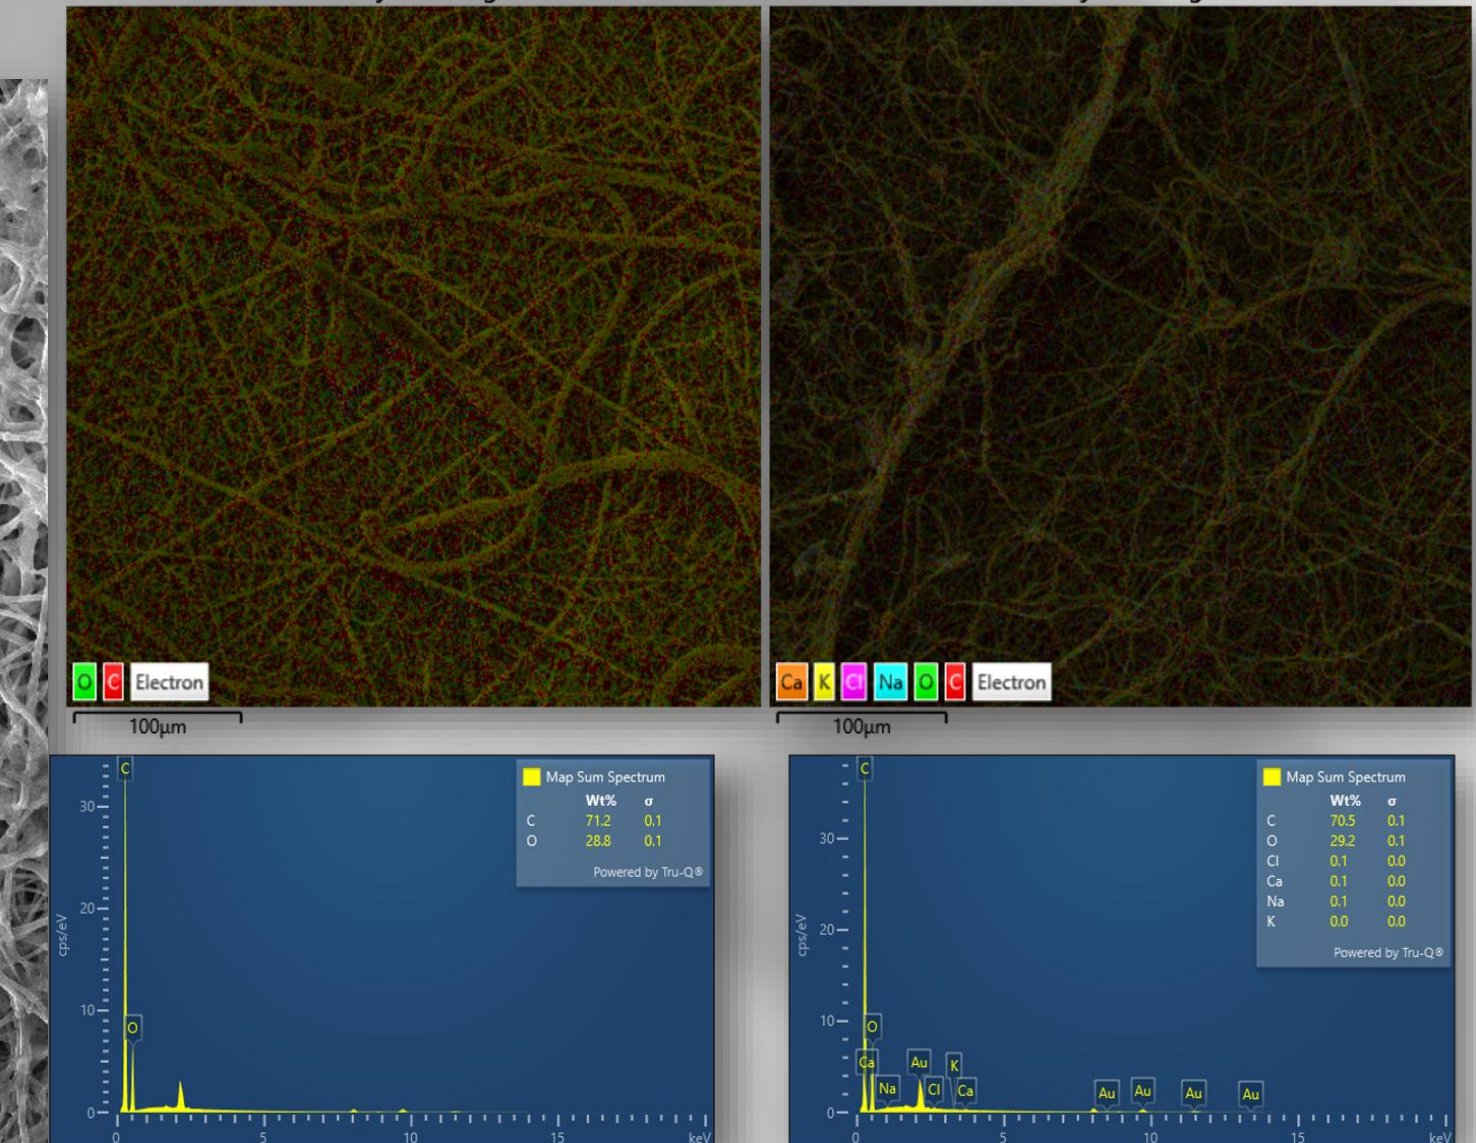 O C Electron
100μm
Ca K Cl Na O C Electron
100μm
C
Map Sum Spectrum
Wt% σ
C 71.2 0.1
O 28.8 0.1
Powered by Tru-Q®
30
20
cps/eV
10
O
0
0 5 10 15 keV
C
Map Sum Spectrum
Wt% σ
C 70.5 0.1
O 29.2 0.1
Cl 0.1 0.0
Ca 0.1 0.0
Na 0.1 0.0
K 0.0 0.0
Powered by Tru-Q®
30
20
cps/eV
10
O
Ca Au K
Na Cl Ca Au Au Au Au
0
0 5 10 15 keV